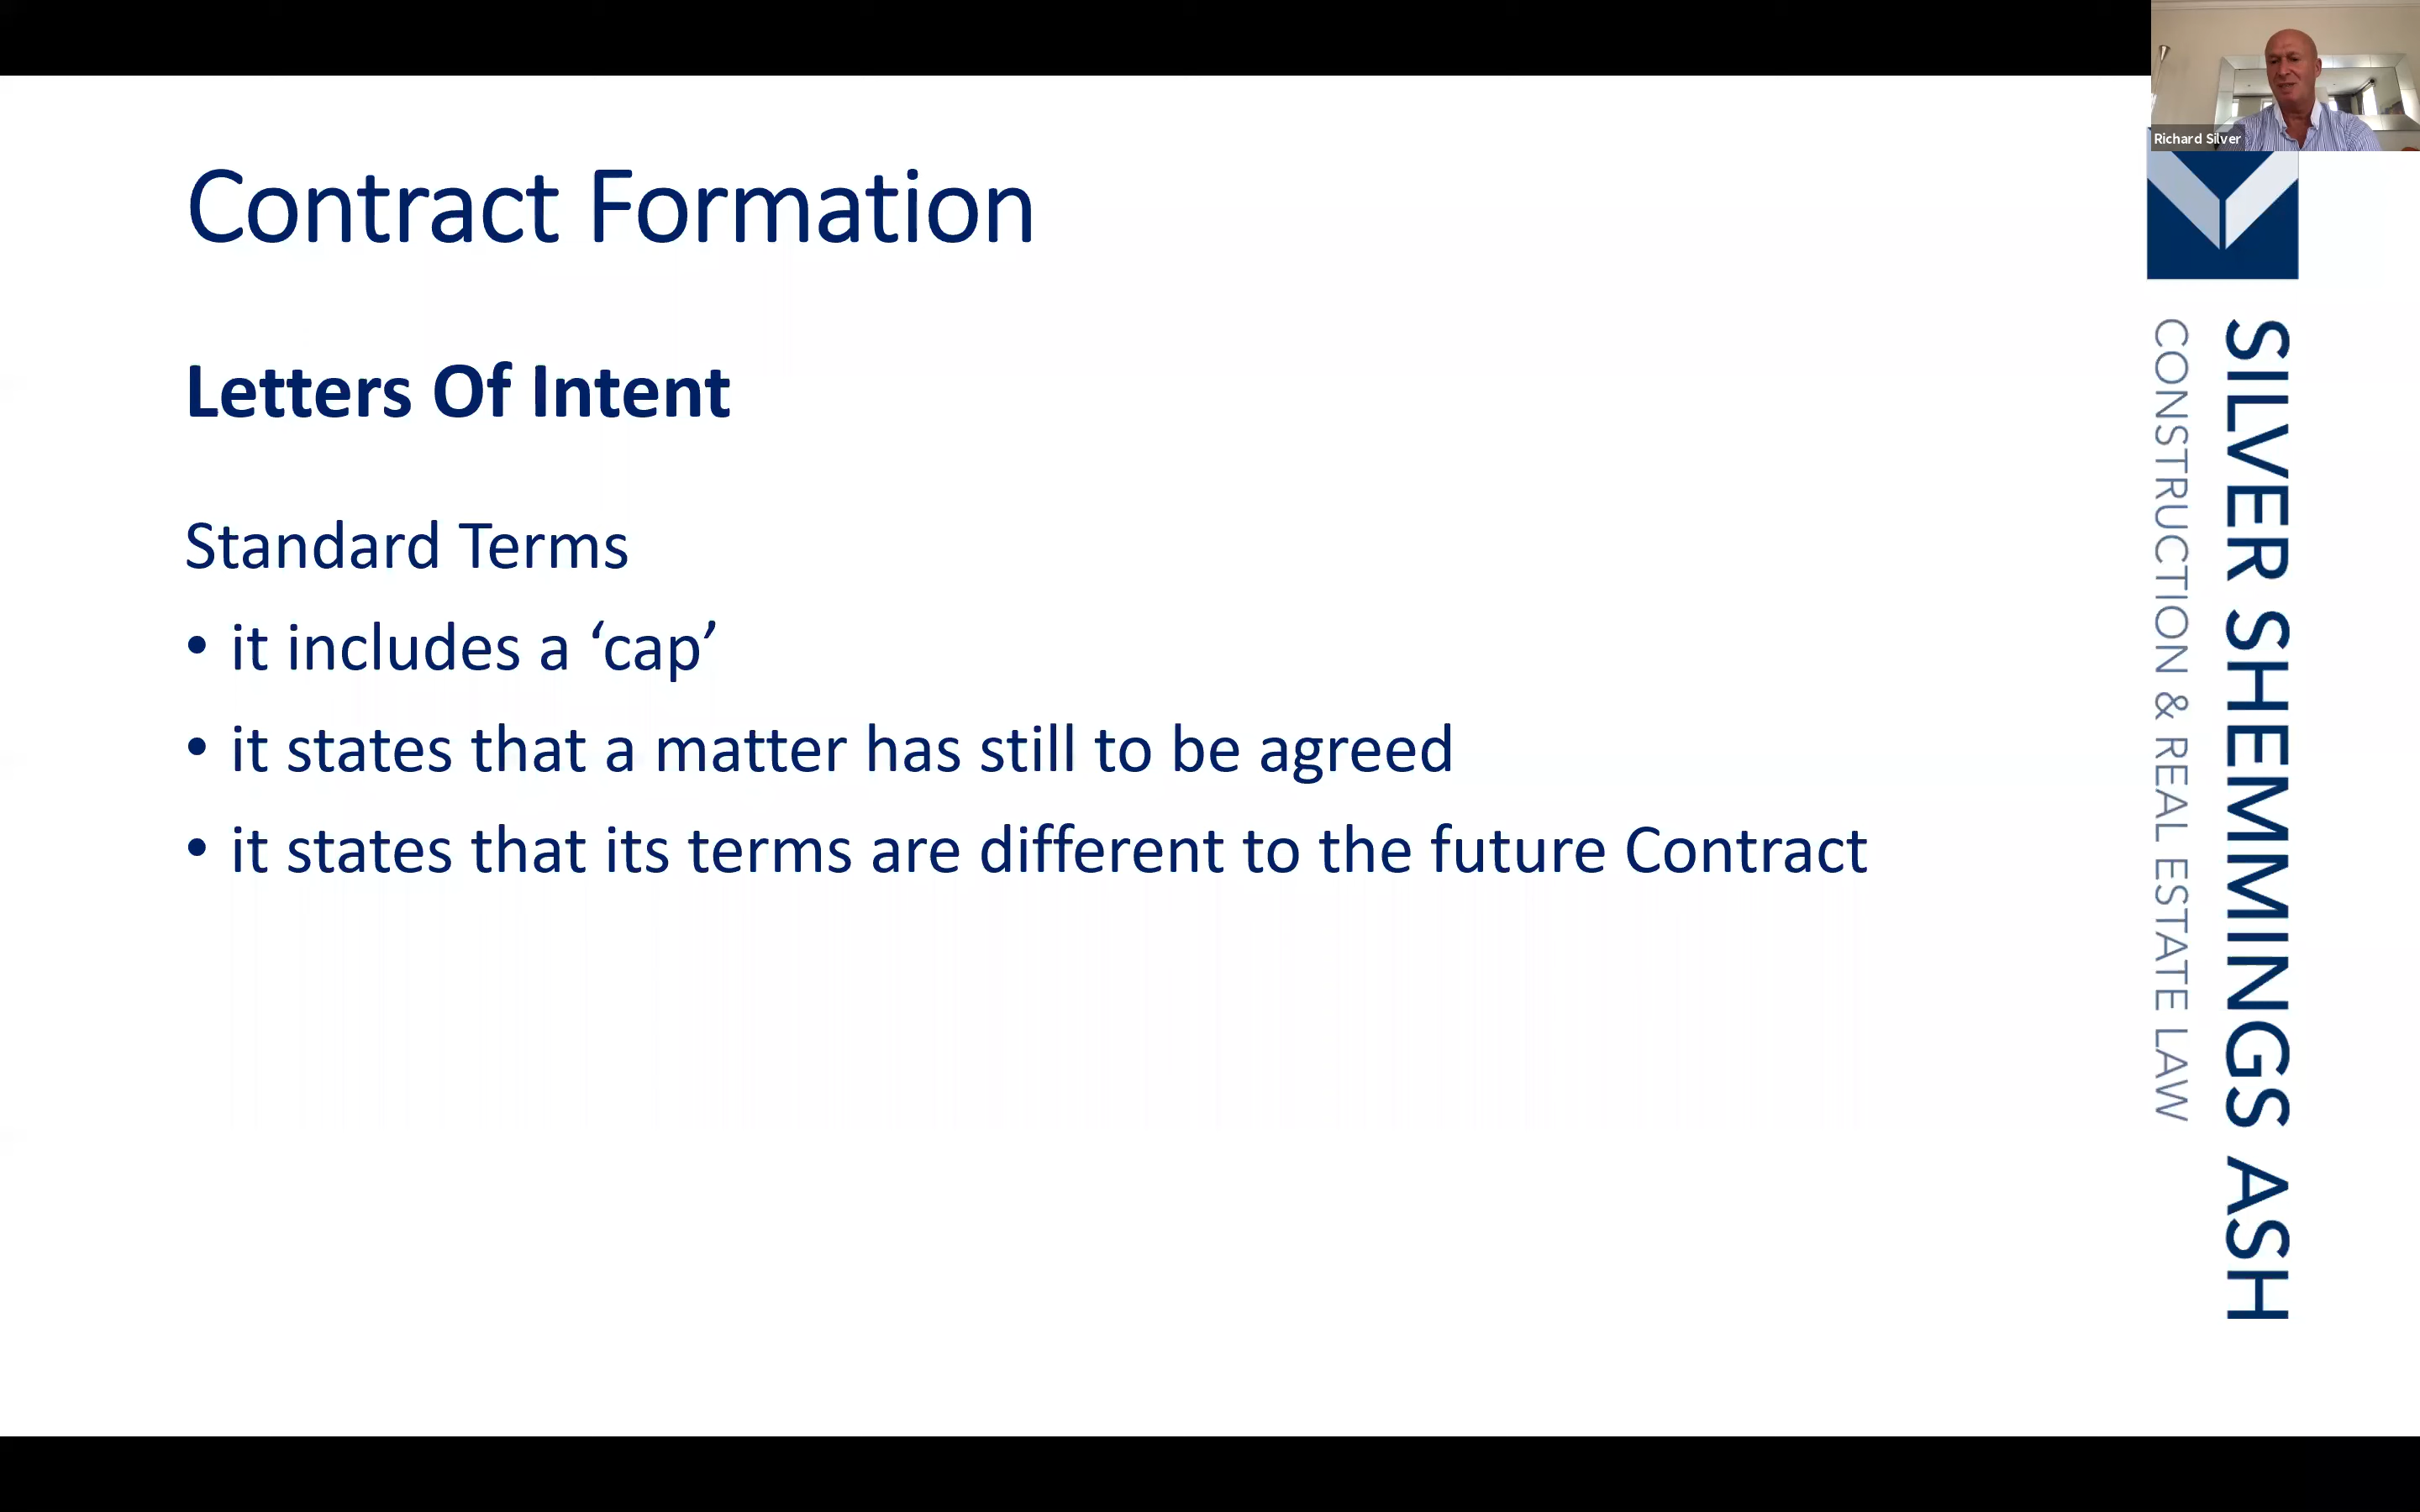 Richard Silver
Contract Formation
Letters Of Intent
Standard Terms
• it includes a ‘cap’
• it states that a matter has still to be agreed
• it states that its terms are different to the future Contract
SILVER SHEMMINGS ASH
CONSTRUCTION & REAL ESTATE LAW